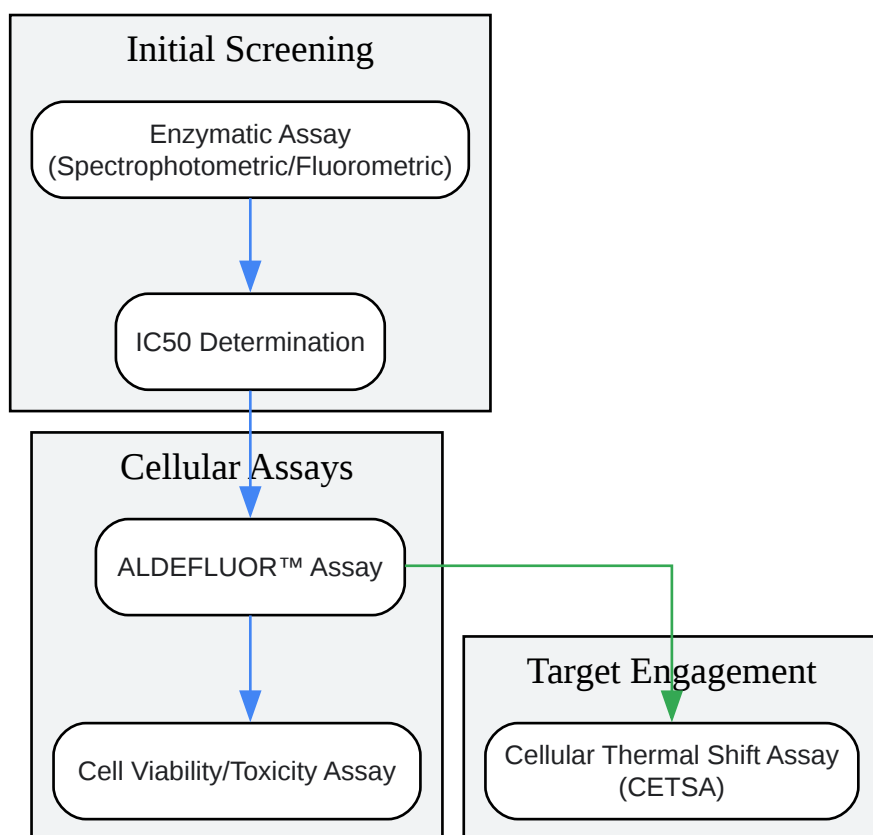 Initial Screening
Enzymatic Assay
(Spectrophotometric/Fluorometric)
IC50 Determination
Cellular Assays
ALDEFLUOR™ Assay
Cell Viability/Toxicity Assay
Target Engagement
Cellular Thermal Shift Assay
(CETSA)